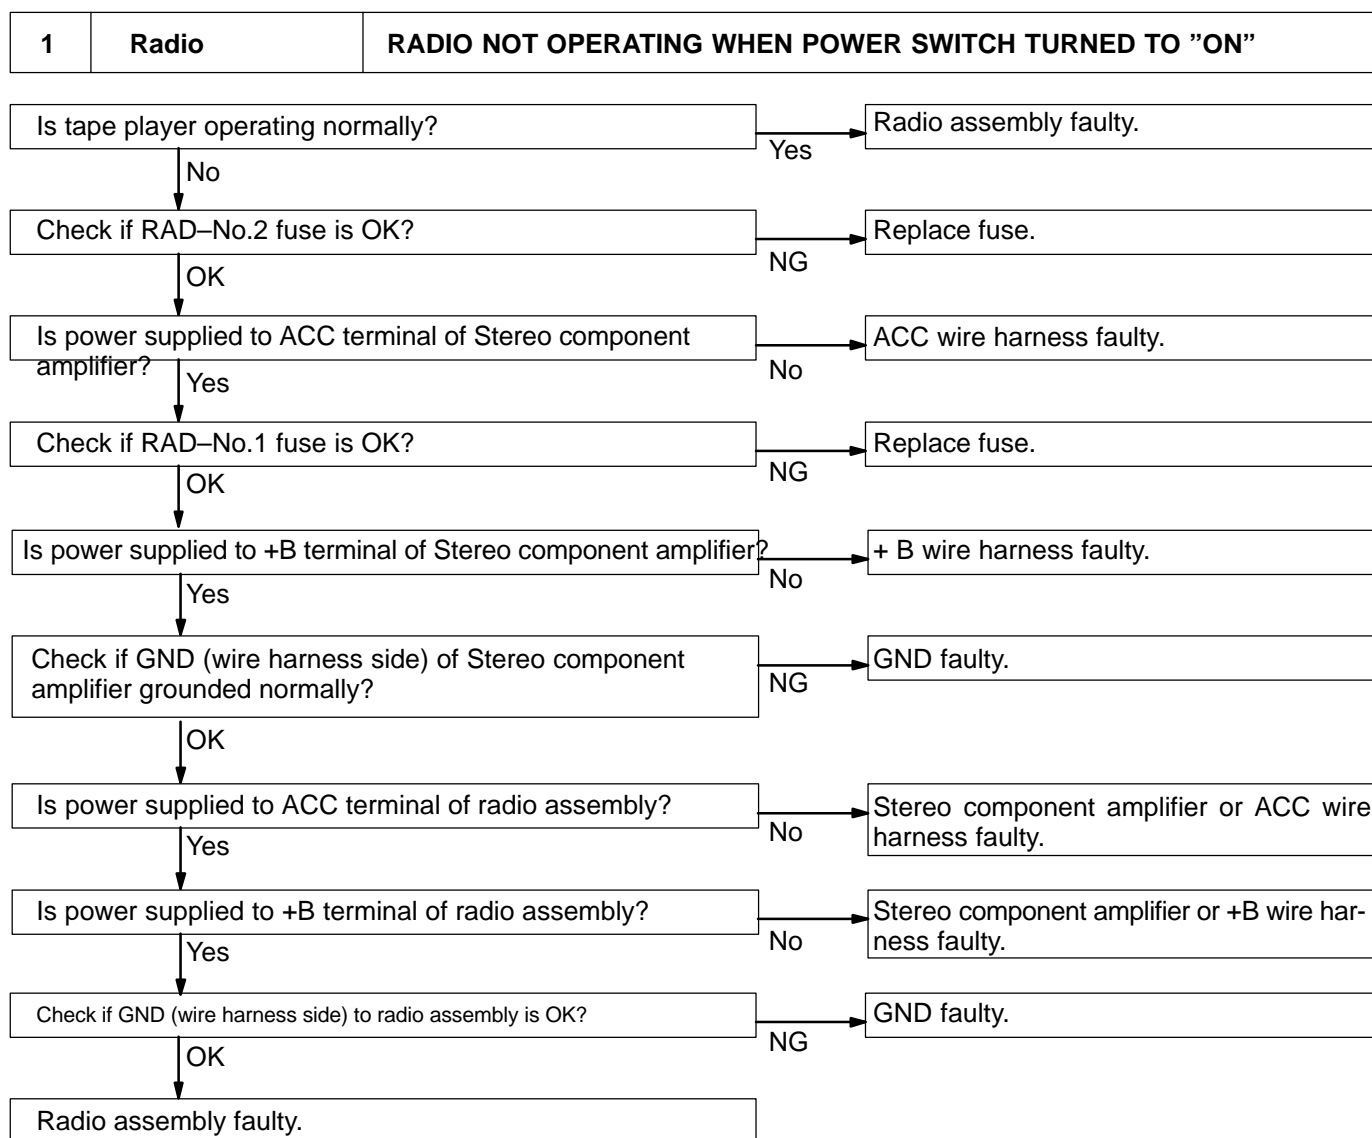 1 Radio RADIO NOT OPERATING WHEN POWER SWITCH TURNED TO ”ON”
Is tape player operating normally?
Yes
Radio assembly faulty.
No
Check if RAD–No.2 fuse is OK?
NG
Replace fuse.
OK
Is power supplied to ACC terminal of Stereo component
amplifier?
No
ACC wire harness faulty.
Yes
Check if RAD–No.1 fuse is OK?
NG
Replace fuse.
OK
Is power supplied to +B terminal of Stereo component amplifier?
No
+ B wire harness faulty.
Yes
Check if GND (wire harness side) of Stereo component
amplifier grounded normally?
NG
GND faulty.
OK
Is power supplied to ACC terminal of radio assembly?
No
Stereo component amplifier or ACC wire
harness faulty.
Yes
Is power supplied to +B terminal of radio assembly?
No
Stereo component amplifier or +B wire har-
ness faulty.
Yes
Check if GND (wire harness side) to radio assembly is OK?
NG
GND faulty.
OK
Radio assembly faulty.